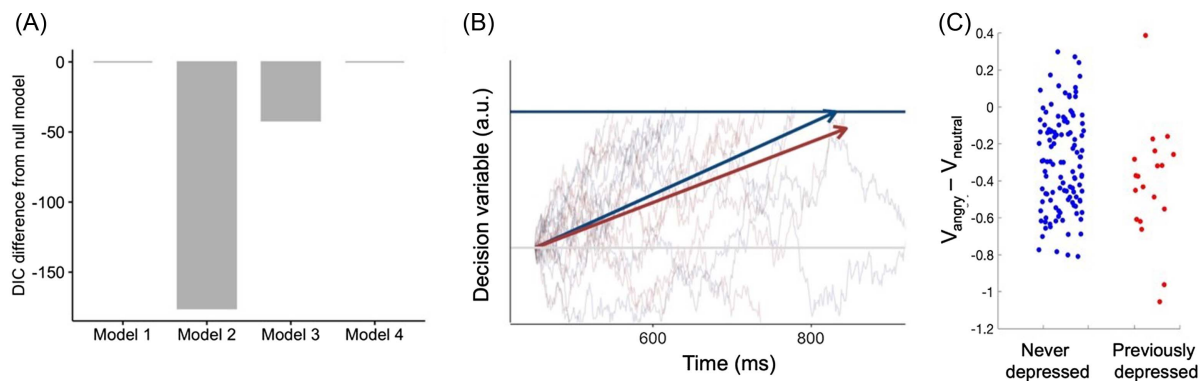 (A)
DIC difference from null model
0
-50
-100
-150
Model 1 Model 2 Model 3 Model 4
(B)
Decision variable (a.u.)
600 800
Time (ms)
(C)
Vangry – Vneutral
0.4
0.2
0
-0.2
-0.4
-0.6
-0.8
-1
-1.2
Never Previously
depressed depressed